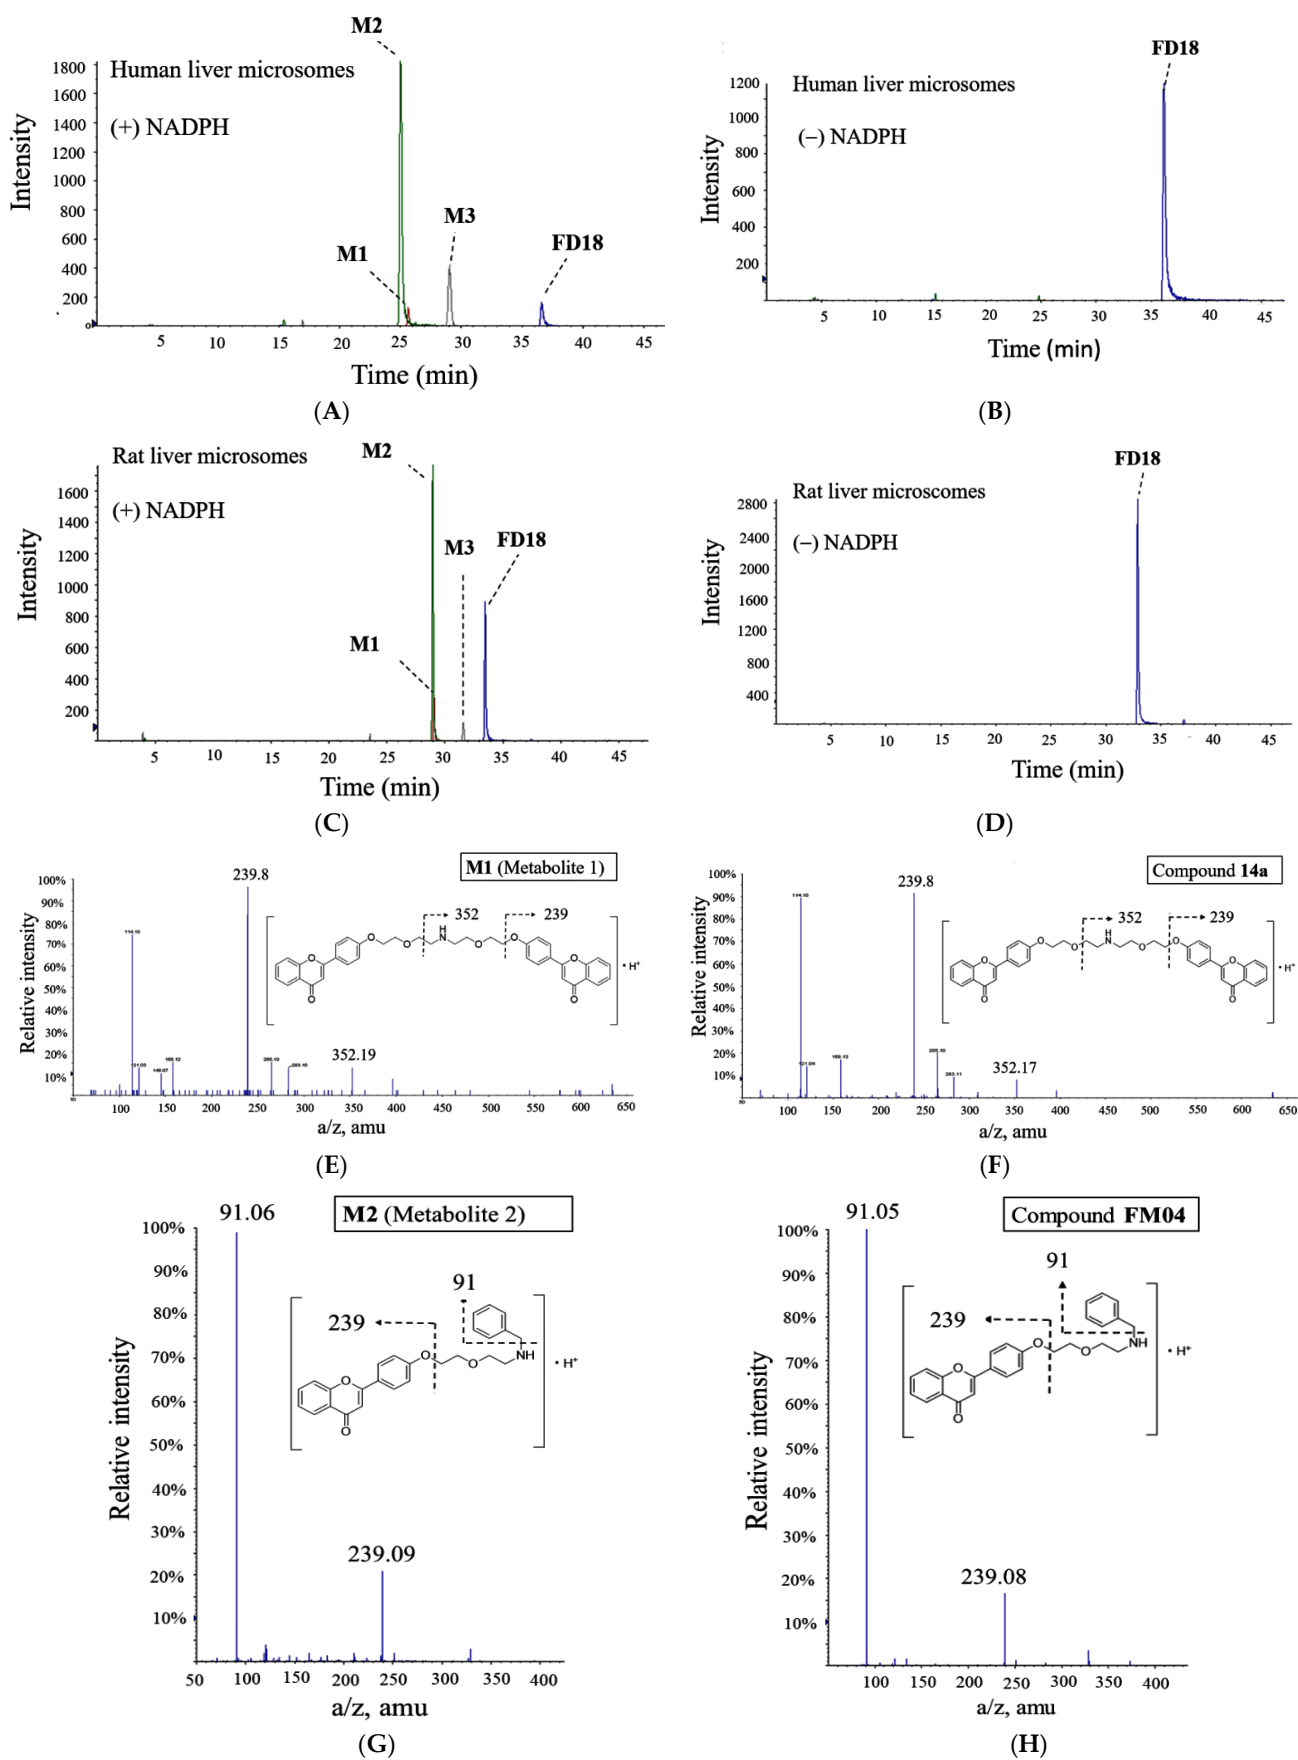 M2
Human liver microsomes
(+) NADPH
M1
M3
FD18
Intensity
1800
1600
1400
1200
1000
800
600
400
200
0
5 10 15 20 25 30 35 40 45
Time (min)
(A)
FD18
Human liver microsomes
(−) NADPH
Intensity
1200
1000
800
600
400
200
5 10 15 20 25 30 35 40 45
Time (min)
(B)
Rat liver microsomes
(+) NADPH
M2
M3
FD18
M1
Intensity
1600
1400
1200
1000
800
600
400
200
5 10 15 20 25 30 35 40 45
Time (min)
(C)
FD18
Rat liver microscomes
(−) NADPH
Intensity
2800
2400
2000
1600
1200
800
400
5 10 15 20 25 30 35 40 45
Time (min)
(D)
M1 (Metabolite 1)
239.8
352
239
H
N
O
O
O
O
O
O
O
O
• H⁺
114.10
352.19
Relative intensity
100%
90%
80%
70%
60%
50%
40%
30%
20%
10%
100 150 200 250 300 350 400 450 500 550 600 650
a/z, amu
(E)
Compound 14a
239.8
352
239
H
N
O
O
O
O
O
O
O
O
• H⁺
114.10
352.17
Relative intensity
100%
90%
80%
70%
60%
50%
40%
30%
20%
10%
100 150 200 250 300 350 400 450 500 550 600 650
a/z, amu
(F)
91.06
M2 (Metabolite 2)
91
239
O
O
NH
O
O
• H⁺
239.09
Relative intensity
100%
90%
80%
70%
60%
50%
40%
30%
20%
10%
50 100 150 200 250 300 350 400
a/z, amu
(G)
91.05
Compound FM04
91
239
O
O
NH
O
O
• H⁺
239.08
Relative intensity
100%
90%
80%
70%
60%
50%
40%
30%
20%
10%
100 150 200 250 300 350 400
a/z, amu
(H)